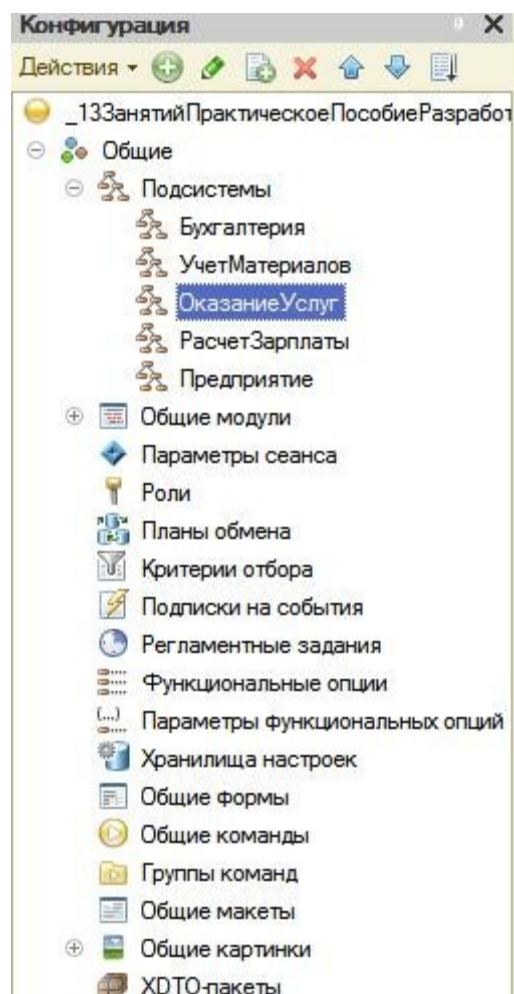 Конфигурация
Действия
_13ЗанятийПрактическоеПособиеРазработ
Общие
Подсистемы
Бухгалтерия
УчетМатериалов
ОказаниеУслуг
РасчетЗарплаты
Предприятие
Общие модули
Параметры сеанса
Роли
Планы обмена
Критерии отбора
Подписки на события
Регламентные задания
Функциональные опции
Параметры функциональных опций
Хранилища настроек
Общие формы
Общие команды
Группы команд
Общие макеты
Общие картинки
XDTO-пакеты